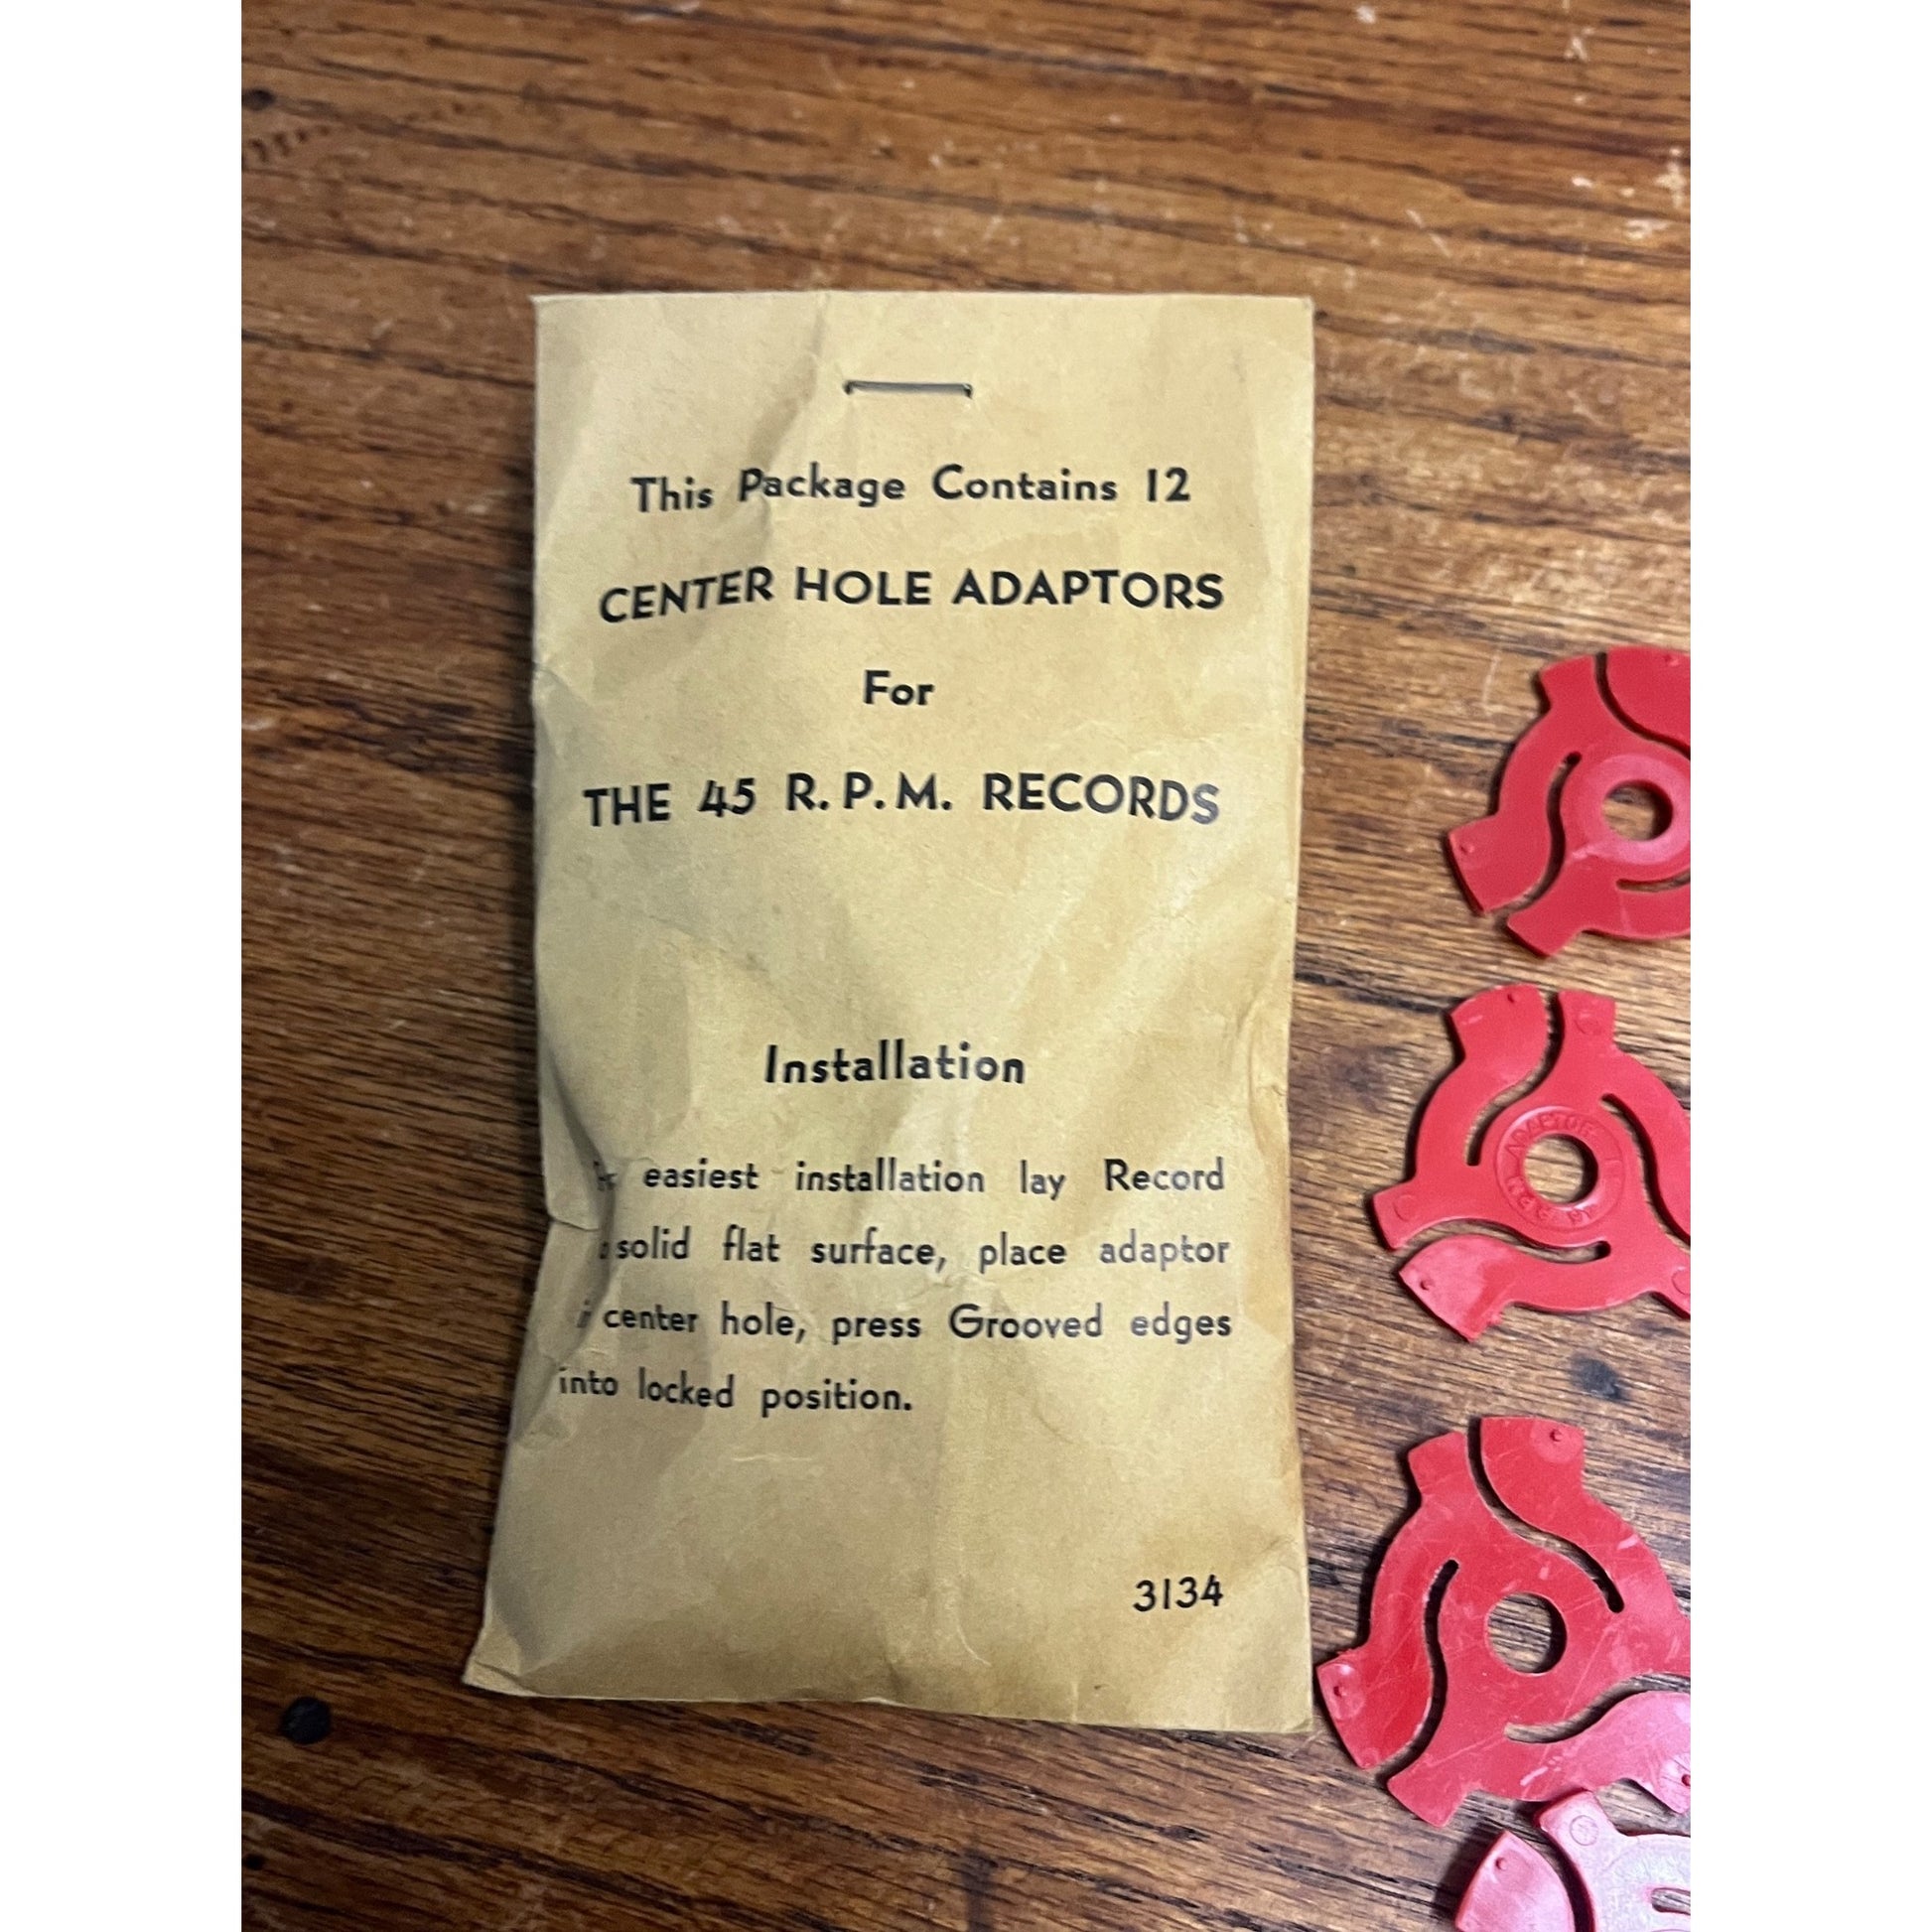 This Package Contains 12
CENTER HOLE ADAPTORS
For
THE 45 R.P.M. RECORDS
Installation
easiest installation lay Record
solid flat surface, place adaptor
center hole, press Grooved edges
into locked position.
3134
ADAPTOR